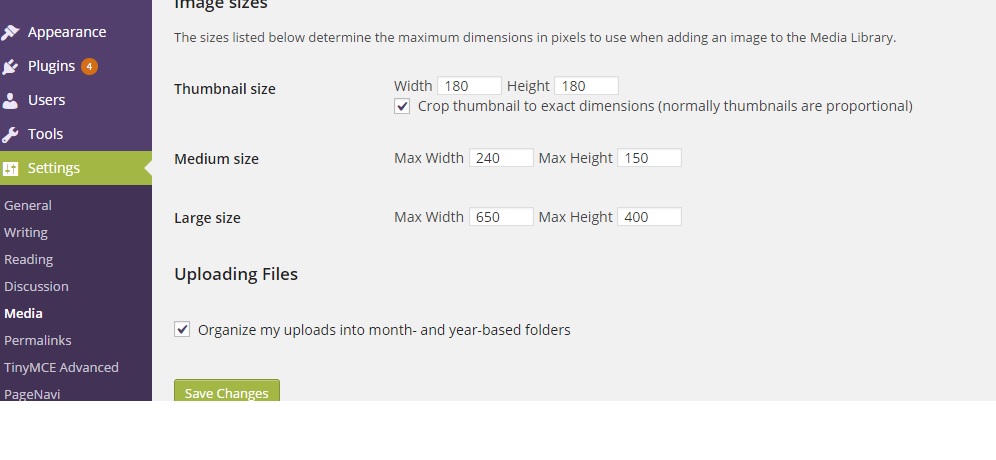 Image sizes
Appearance
The sizes listed below determine the maximum dimensions in pixels to use when adding an image to the Media Library.
Plugins 4
Thumbnail size
Width 180 Height 180
Users
Crop thumbnail to exact dimensions (normally thumbnails are proportional)
Tools
Medium size
Max Width 240 Max Height 150
Settings
General
Large size
Max Width 650 Max Height 400
Writing
Reading
Uploading Files
Discussion
Media
Organize my uploads into month- and year-based folders
Permalinks
TinyMCE Advanced
PageNavi
Save Changes